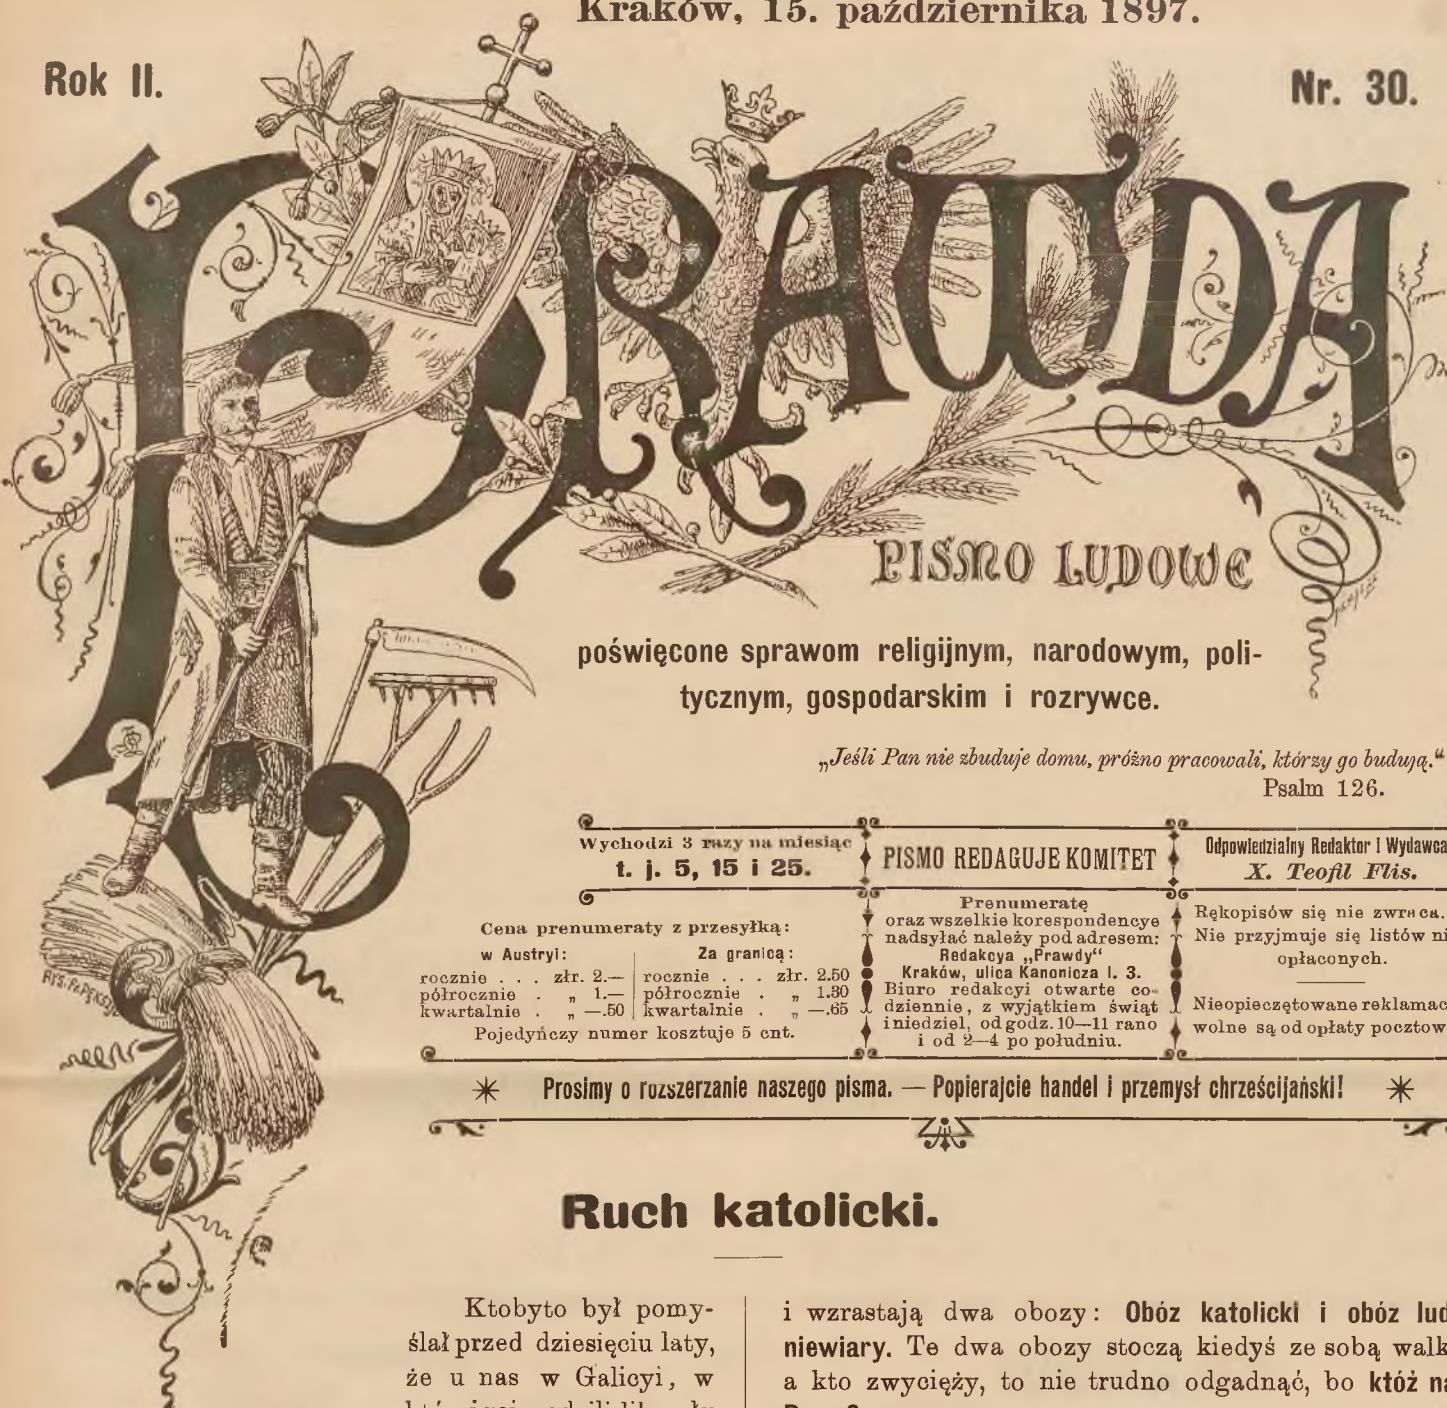 Kraków, 15. października 1897.
Rok II.
Nr. 30.
PRAWDA
PISMO LUDOWE
poświęcone sprawom religijnym, narodowym, poli-
tycznym, gospodarskim i rozrywce.
„Jeśli Pan nie zbuduje domu, próżno pracowali, którzy go budują.“
Psalm 126.
Wychodzi 3 razy na miesiąc
t. j. 5, 15 i 25.
PISMO REDAGUJE KOMITET
Odpowiedzialny Redaktor i Wydawca
X. Teofil Flis.
Cena prenumeraty z przesyłką:
w Austryi:
rocznie . . . złr. 2.—
półrocznie . „ 1.—
kwartalnie . „ —.50
Za granicą:
rocznie . . . złr. 2.50
półrocznie . „ 1.30
kwartalnie . „ —.65
Pojedyńczy numer kosztuje 5 cnt.
Prenumeratę
oraz wszelkie korespondencye
nadsyłać należy pod adresem:
Redakcya „Prawdy“
Kraków, ulica Kanonicza l. 3.
Biuro redakcyi otwarte co-
dziennie, z wyjątkiem świąt
i niedziel, od godz. 10—11 rano
i od 2—4 po południu.
Rękopisów się nie zwraca.
Nie przyjmuje się listów ni
opłaconych.
Nieopieczętowane reklamac
wolne są od opłaty pocztow
Prosimy o rozszerzanie naszego pisma. — Popierajcie handel i przemysł chrześcijański!
Ruch katolicki.
Ktobyto był pomy-
ślał przed dziesięciu laty,
że u nas w Galicyi, w
i wzrastają dwa obozy: Obóz katolicki i obóz lud
niewiary. Te dwa obozy stoczą kiedyś ze sobą walk
a kto zwycięży, to nie trudno odgadnąć, bo któż na